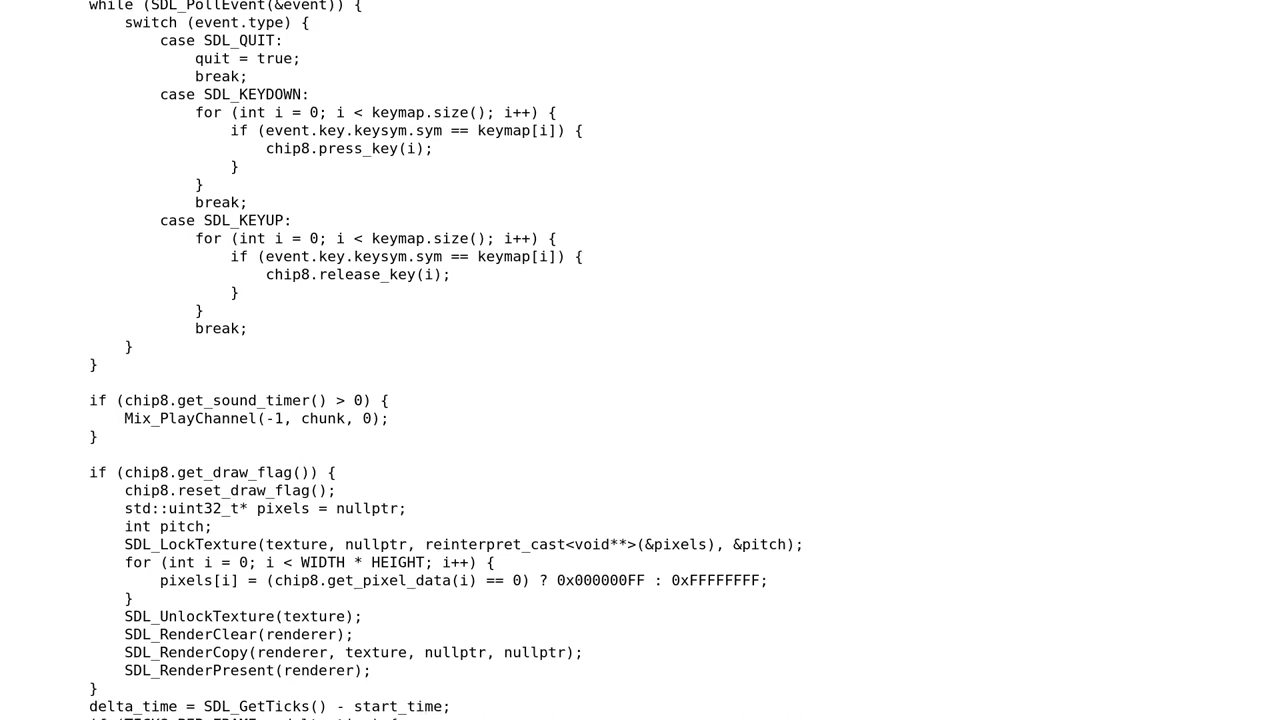 while (SDL_PollEvent(&event)) {
switch (event.type) {
case SDL_QUIT:
quit = true;
break;
case SDL_KEYDOWN:
for (int i = 0; i < keymap.size(); i++) {
if (event.key.keysym.sym == keymap[i]) {
chip8.press_key(i);
}
}
break;
case SDL_KEYUP:
for (int i = 0; i < keymap.size(); i++) {
if (event.key.keysym.sym == keymap[i]) {
chip8.release_key(i);
}
}
break;
}
}
if (chip8.get_sound_timer() > 0) {
Mix_PlayChannel(-1, chunk, 0);
}
if (chip8.get_draw_flag()) {
chip8.reset_draw_flag();
std::uint32_t* pixels = nullptr;
int pitch;
SDL_LockTexture(texture, nullptr, reinterpret_cast<void**>(&pixels), &pitch);
for (int i = 0; i < WIDTH * HEIGHT; i++) {
pixels[i] = (chip8.get_pixel_data(i) == 0) ? 0x000000FF : 0xFFFFFFFF;
}
SDL_UnlockTexture(texture);
SDL_RenderClear(renderer);
SDL_RenderCopy(renderer, texture, nullptr, nullptr);
SDL_RenderPresent(renderer);
}
delta_time = SDL_GetTicks() - start_time;